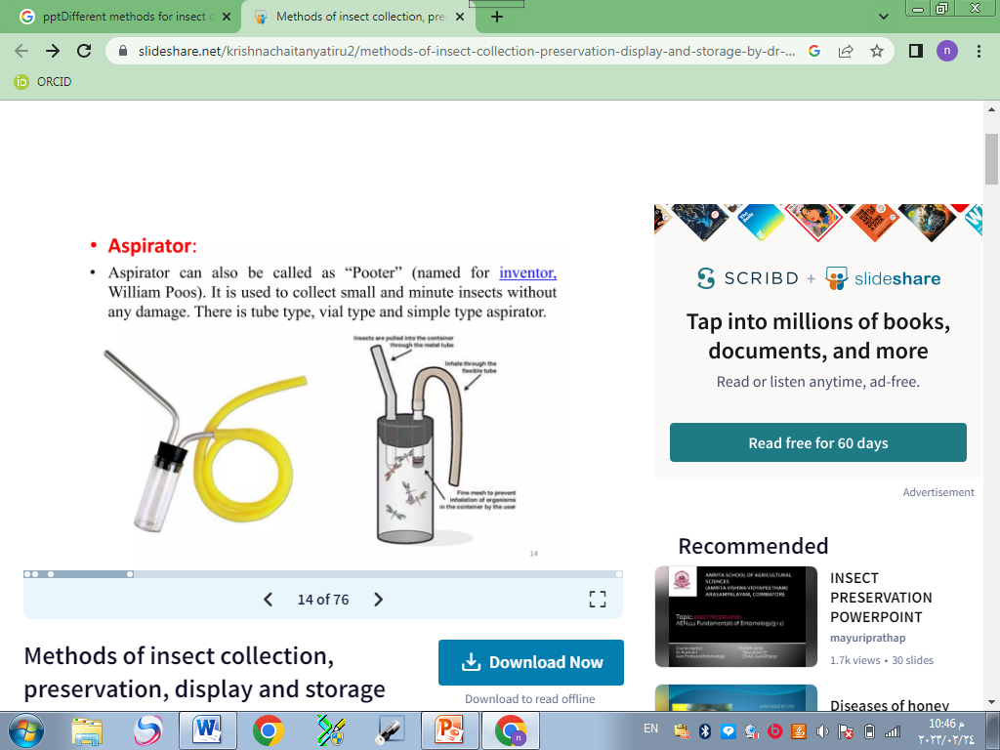 pptDifferent methods for insect c
Methods of insect collection, pre
slideshare.net/krishnachaitanyatiru2/methods-of-insect-collection-preservation-display-and-storage-by-dr-...
n
iD ORCID
• Aspirator:
• Aspirator can also be called as “Pooter” (named for inventor,
William Poos). It is used to collect small and minute insects without
any damage. There is tube type, vial type and simple type aspirator.
Insects are pulled into the container
through the metal tube
Inhale through the
flexible tube
Fine mesh to prevent
inhalation of organisms
in the container by the user
14
14 of 76
Methods of insect collection,
preservation, display and storage
Download Now
Download to read offline
The Daily
SCRIBD + slideshare
Tap into millions of books,
documents, and more
Read or listen anytime, ad-free.
Read free for 60 days
Advertisement
Recommended
AMRITA SCHOOL OF AGRICULTURAL
SCIENCES
(AMRITA VISHWA VIDYAPEETHAM)
ARASAMPALAYAM, COIMBATORE
Topic: INSECT PRESERVATION
INSECT
PRESERVATION
POWERPOINT
mayuriprathap
1.7k views • 30 slides
Diseases of honey
EN
10:46 م
٢٠٢٣/٠٢/٢٤